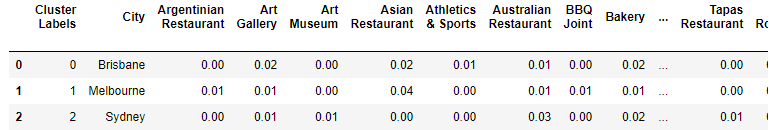 Cluster Labels City Argentinian Restaurant Art Gallery Art Museum Asian Restaurant Athletics & Sports Australian Restaurant BBQ Joint Bakery ... Tapas Restaurant
0 0 Brisbane 0.00 0.02 0.00 0.02 0.01 0.01 0.00 0.02 ... 0.00
1 1 Melbourne 0.01 0.01 0.00 0.04 0.00 0.01 0.01 0.01 ... 0.00
2 2 Sydney 0.00 0.01 0.01 0.00 0.00 0.03 0.00 0.02 ... 0.01